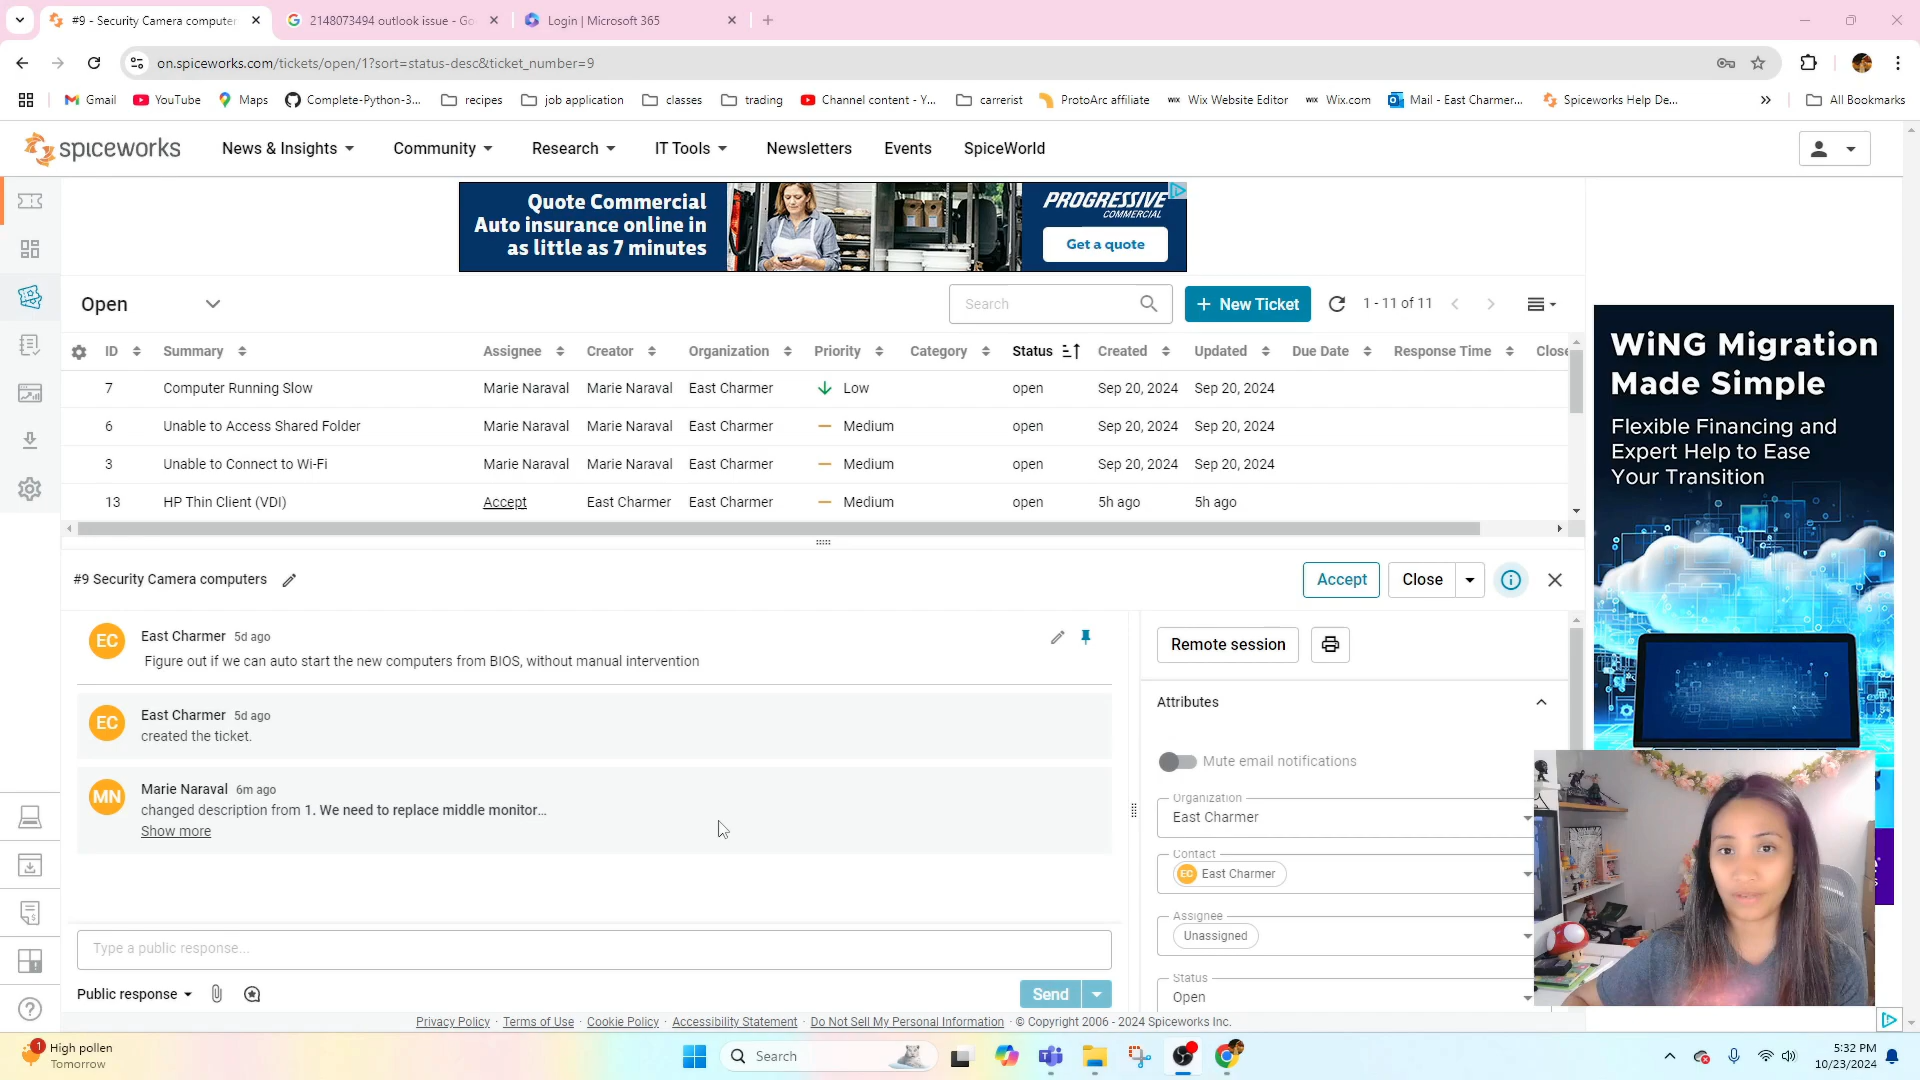 #9 - Security Camera computer
2148073494 outlook issue - Go
Login | Microsoft 365
on.spiceworks.com/tickets/open/1?sort=status-desc&ticket_number=9
Gmail YouTube Maps Complete-Python-3... recipes job application classes trading Channel content - Y... carrerist ProtoArc affiliate Wix Website Editor Wix.com Mail - East Charmer... Spiceworks Help De... All Bookmarks
spiceworks News & Insights Community Research IT Tools Newsletters Events SpiceWorld
Quote Commercial
Auto insurance online in
as little as 7 minutes
PROGRESSIVE
COMMERCIAL
Get a quote
Open Search + New Ticket 1 - 11 of 11
ID Summary Assignee Creator Organization Priority Category Status Created Updated Due Date Response Time Close
7 Computer Running Slow Marie Naraval Marie Naraval East Charmer Low open Sep 20, 2024 Sep 20, 2024
6 Unable to Access Shared Folder Marie Naraval Marie Naraval East Charmer Medium open Sep 20, 2024 Sep 20, 2024
3 Unable to Connect to Wi-Fi Marie Naraval Marie Naraval East Charmer Medium open Sep 20, 2024 Sep 20, 2024
13 HP Thin Client (VDI) Accept East Charmer East Charmer Medium open 5h ago 5h ago
WiNG Migration
Made Simple
Flexible Financing and
Expert Help to Ease
Your Transition
#9 Security Camera computers Accept Close
EC East Charmer 5d ago
Figure out if we can auto start the new computers from BIOS, without manual intervention
EC East Charmer 5d ago
created the ticket.
MN Marie Naraval 6m ago
changed description from 1. We need to replace middle monitor...
Show more
Type a public response...
Public response Send
Remote session
Attributes
Mute email notifications
Organization
East Charmer
Contact
EC East Charmer
Assignee
Unassigned
Status
Open
Privacy Policy · Terms of Use · Cookie Policy · Accessibility Statement · Do Not Sell My Personal Information · © Copyright 2006 - 2024 Spiceworks Inc.
1 High pollen
Tomorrow
Search
5:32 PM
10/23/2024